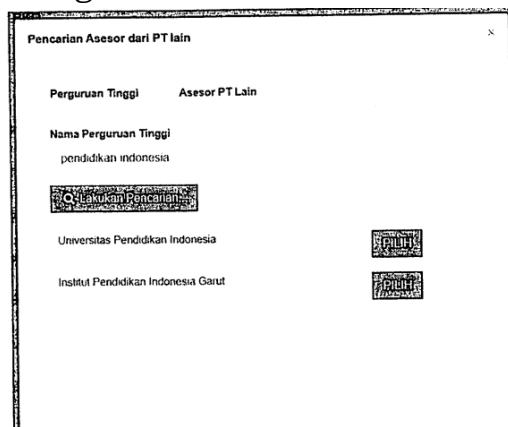 Pencarian Asesor dari PT lain
x
Perguruan Tinggi Asesor PT Lain
Nama Perguruan Tinggi
pendidikan indonesia
Lakukan Pencarian
Universitas Pendidikan Indonesia PILIH
Institut Pendidikan Indonesia Garut PILIH